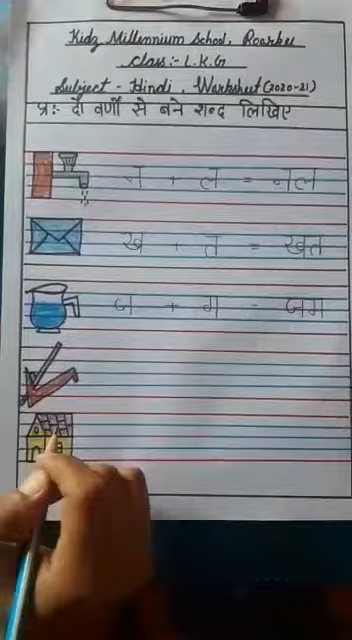 Kidz Millennium School, Roorkee
Class:- L.K.G
Subject - Hindi, Worksheet (2020-21)
प्र:- दो वर्णों से बने शब्द लिखिए
न + ल = नल
ख + त = खत
ज + ग = जग